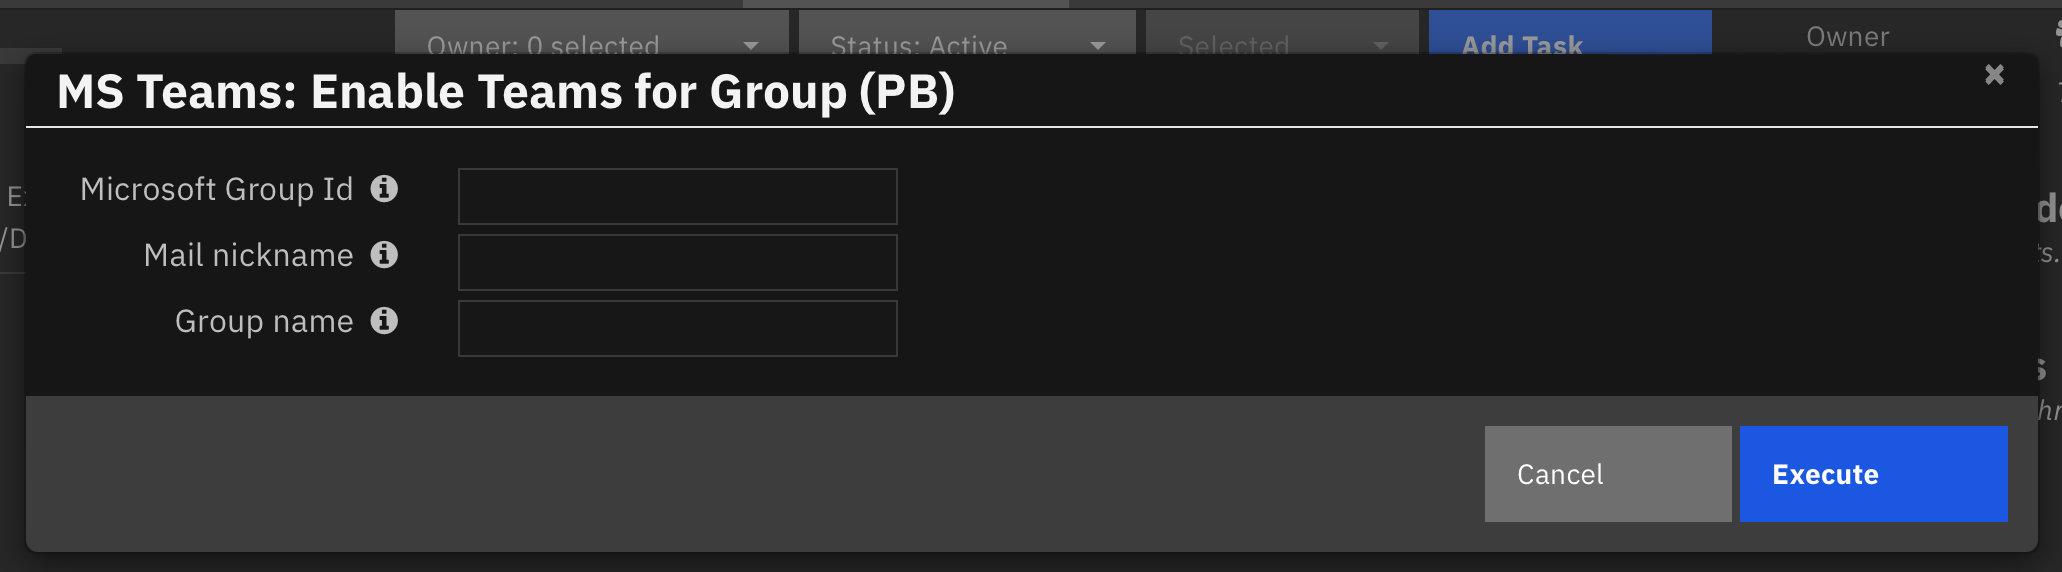 Owner: 0 selected
Status: Active
Selected
Add Task
Owner
MS Teams: Enable Teams for Group (PB)
Microsoft Group Id
Mail nickname
Group name
Cancel
Execute